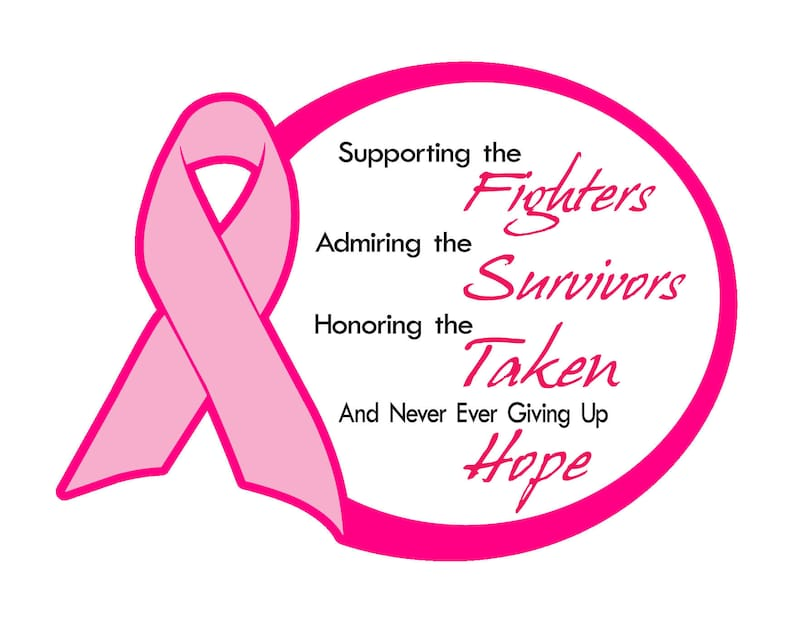 Supporting the
Fighters
Admiring the
Survivors
Honoring the
Taken
And Never Ever Giving Up
Hope